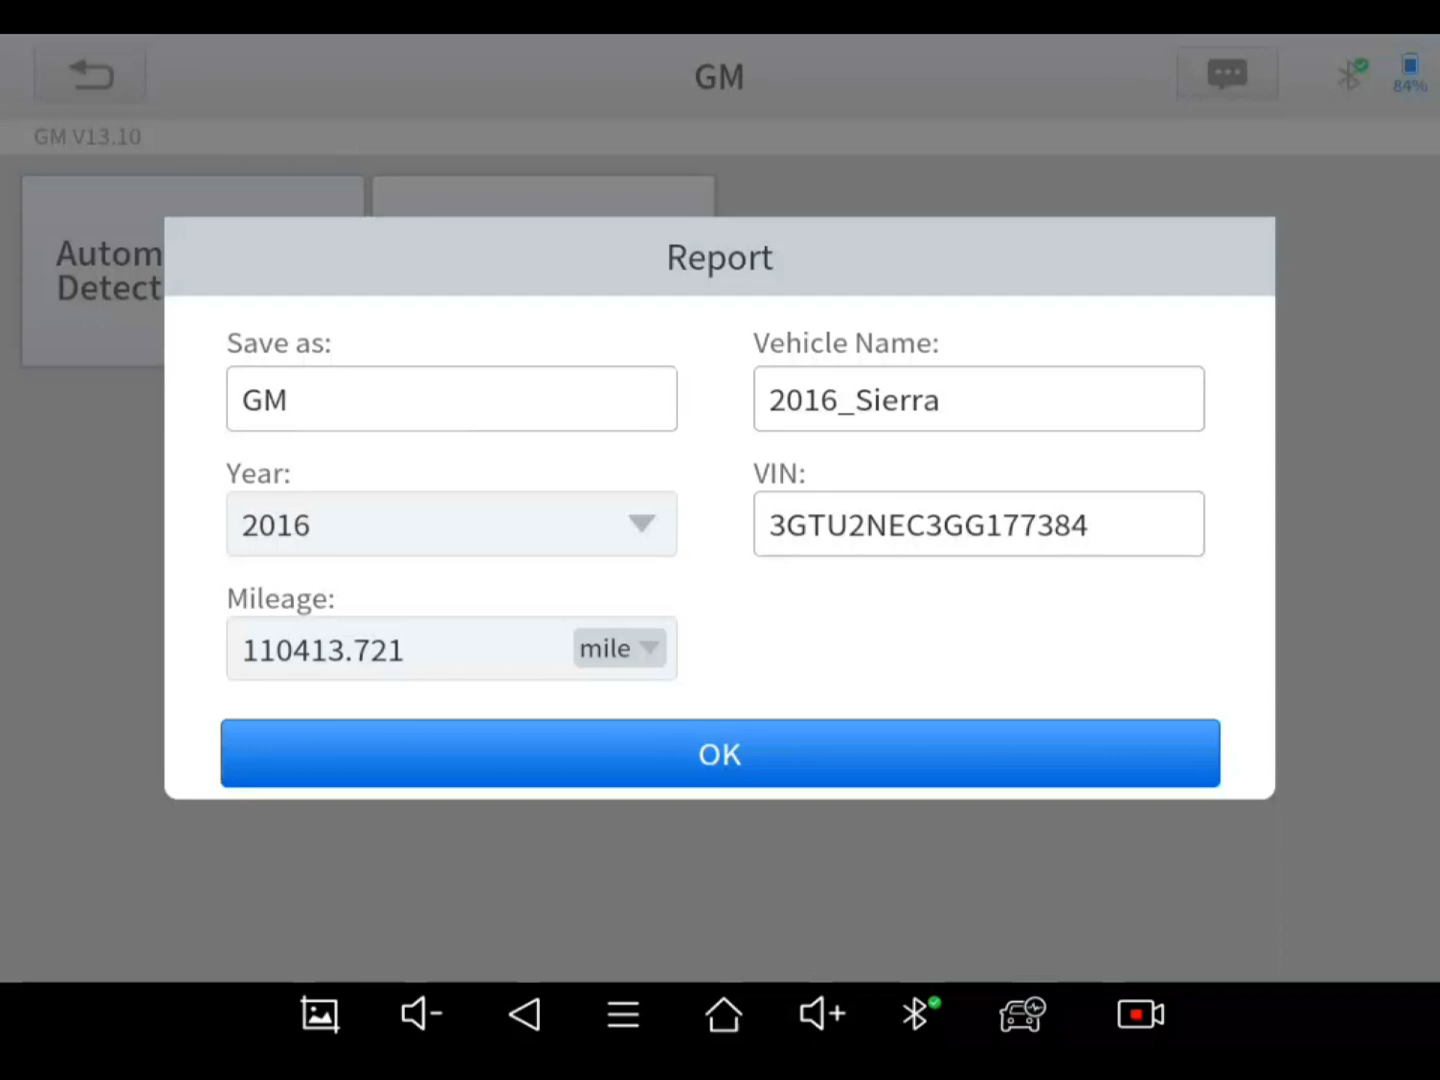 GM
84%
GM V13.10
Autom
Detect
Report
Save as:
Vehicle Name:
GM
2016_Sierra
Year:
VIN:
2016
3GTU2NEC3GG177384
Mileage:
110413.721
mile
OK